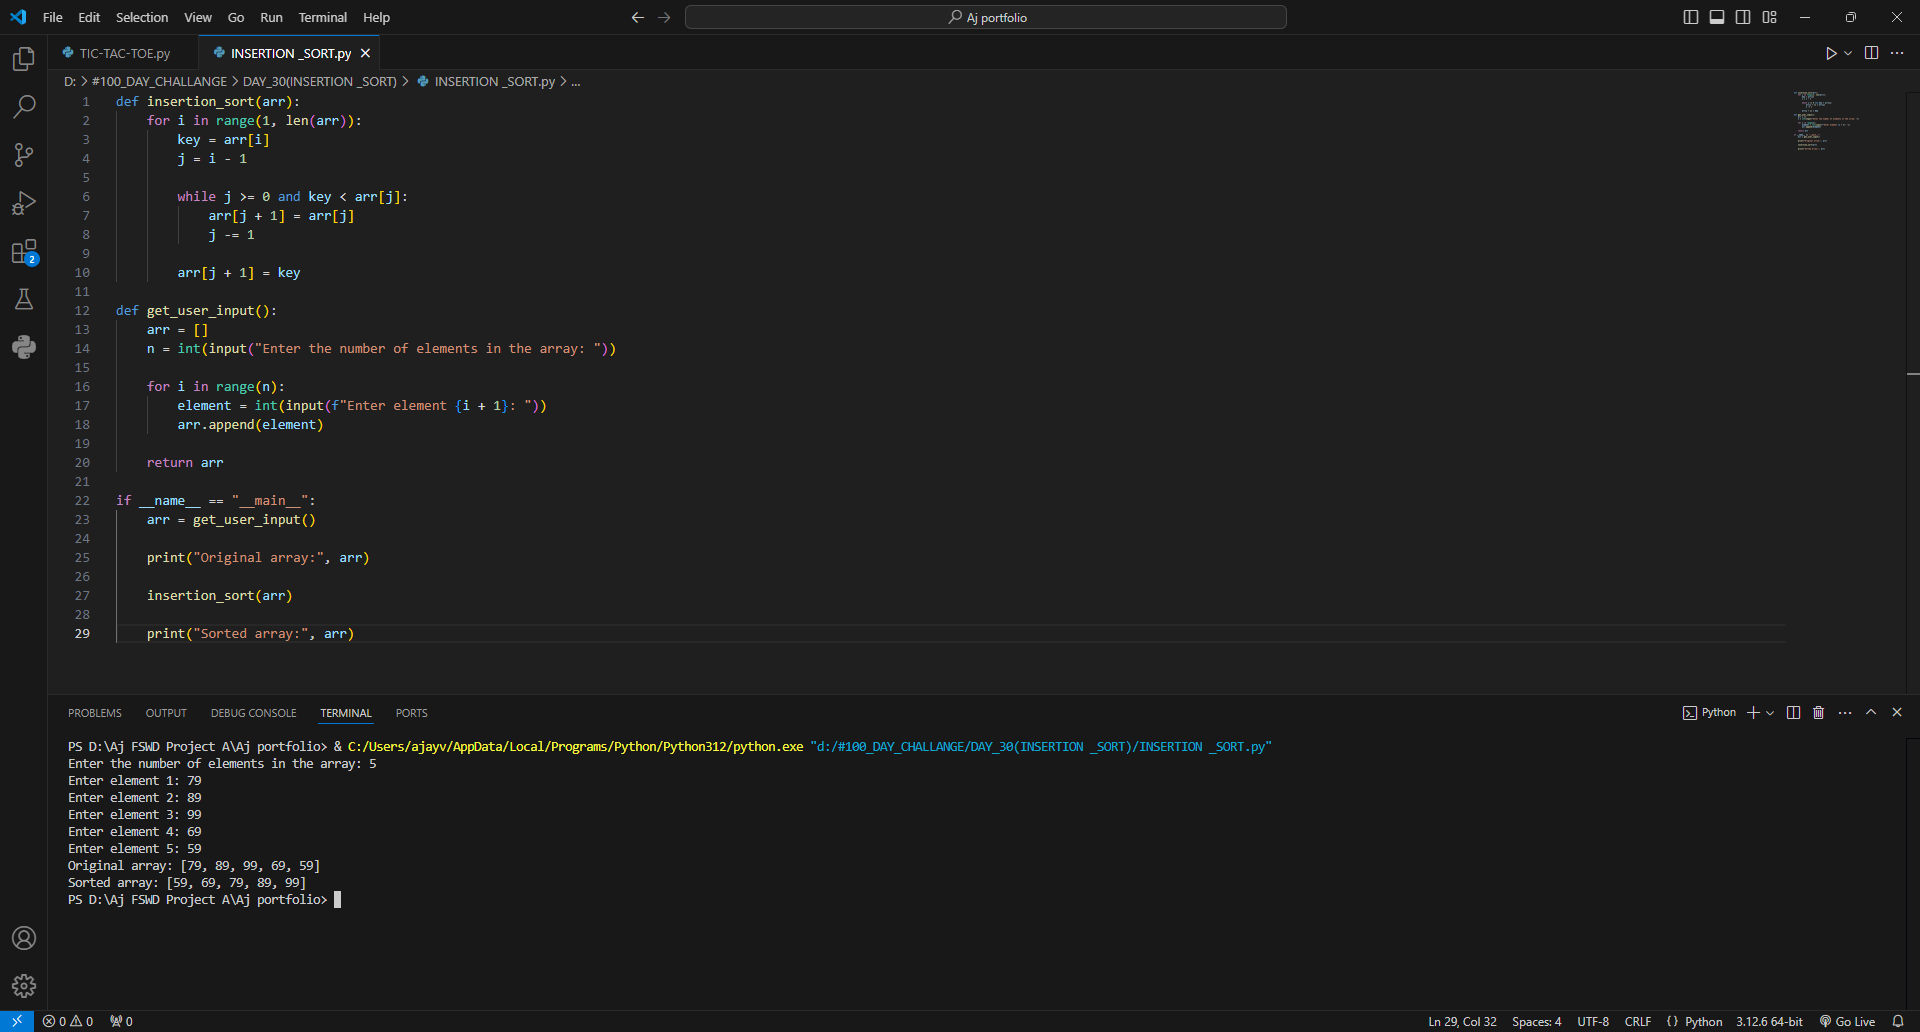 File Edit Selection View Go Run Terminal Help Aj portfolio
TIC-TAC-TOE.py INSERTION _SORT.py
D: > #100_DAY_CHALLANGE > DAY_30(INSERTION _SORT) > INSERTION _SORT.py > ...
1 def insertion_sort(arr):
2 for i in range(1, len(arr)):
3 key = arr[i]
4 j = i - 1
5
6 while j >= 0 and key < arr[j]:
7 arr[j + 1] = arr[j]
8 j -= 1
9
10 arr[j + 1] = key
11
12 def get_user_input():
13 arr = []
14 n = int(input("Enter the number of elements in the array: "))
15
16 for i in range(n):
17 element = int(input(f"Enter element {i + 1}: "))
18 arr.append(element)
19
20 return arr
21
22 if __name__ == "__main__":
23 arr = get_user_input()
24
25 print("Original array:", arr)
26
27 insertion_sort(arr)
28
29 print("Sorted array:", arr)
2
PROBLEMS OUTPUT DEBUG CONSOLE TERMINAL PORTS Python
PS D:\Aj FSWD Project A\Aj portfolio> & C:/Users/ajayv/AppData/Local/Programs/Python/Python312/python.exe "d:/#100_DAY_CHALLANGE/DAY_30(INSERTION _SORT)/INSERTION _SORT.py"
Enter the number of elements in the array: 5
Enter element 1: 79
Enter element 2: 89
Enter element 3: 99
Enter element 4: 69
Enter element 5: 59
Original array: [79, 89, 99, 69, 59]
Sorted array: [59, 69, 79, 89, 99]
PS D:\Aj FSWD Project A\Aj portfolio>
0 0 0 Ln 29, Col 32 Spaces: 4 UTF-8 CRLF {} Python 3.12.6 64-bit Go Live